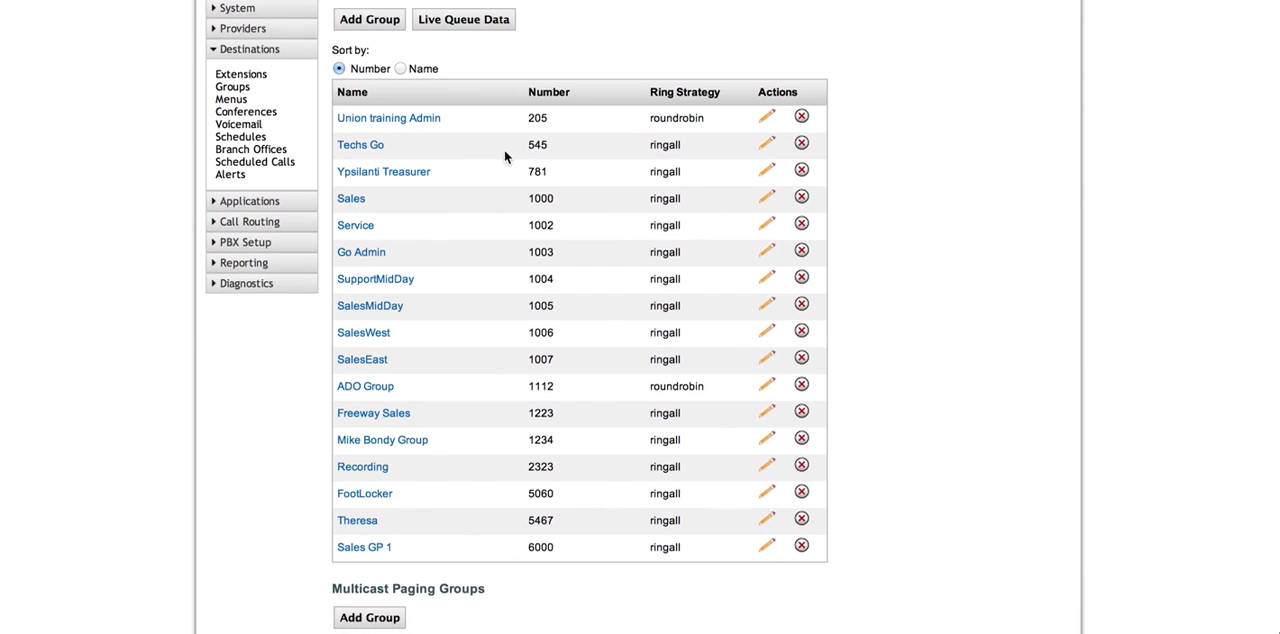 System
Providers
Destinations
Extensions
Groups
Menus
Conferences
Voicemail
Schedules
Branch Offices
Scheduled Calls
Alerts
Applications
Call Routing
PBX Setup
Reporting
Diagnostics
Add Group Live Queue Data
Sort by:
Number Name
Name Number Ring Strategy Actions
Union training Admin 205 roundrobin
Techs Go 545 ringall
Ypsilanti Treasurer 781 ringall
Sales 1000 ringall
Service 1002 ringall
Go Admin 1003 ringall
SupportMidDay 1004 ringall
SalesMidDay 1005 ringall
SalesWest 1006 ringall
SalesEast 1007 ringall
ADO Group 1112 roundrobin
Freeway Sales 1223 ringall
Mike Bondy Group 1234 ringall
Recording 2323 ringall
FootLocker 5060 ringall
Theresa 5467 ringall
Sales GP 1 6000 ringall
Multicast Paging Groups
Add Group